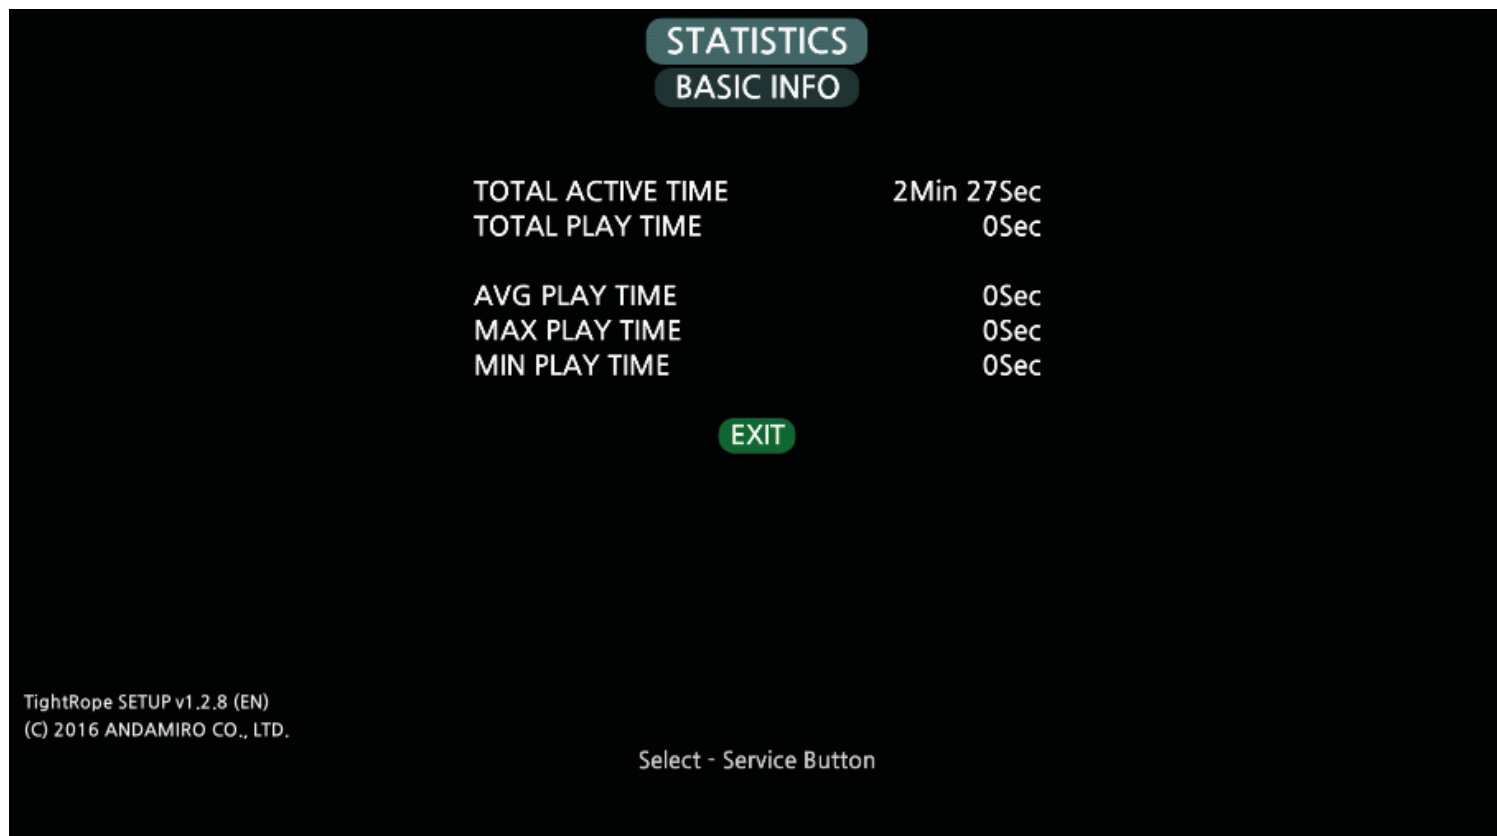 STATISTICS
BASIC INFO
TOTAL ACTIVE TIME 2Min 27Sec
TOTAL PLAY TIME 0Sec
AVG PLAY TIME 0Sec
MAX PLAY TIME 0Sec
MIN PLAY TIME 0Sec
EXIT
TightRope SETUP v1.2.8 (EN)
(C) 2016 ANDAMIRO CO., LTD.
Select - Service Button